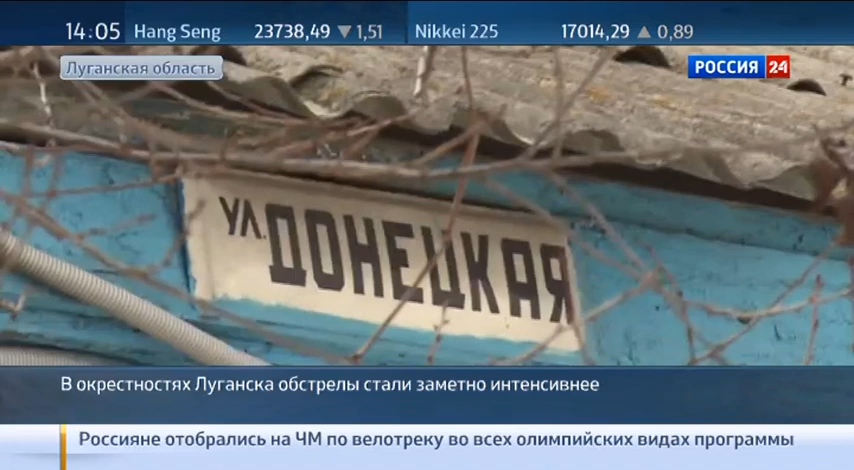 14:05 Hang Seng 23738,49 ▼ 1,51 Nikkei 225 17014,29 ▲ 0,89
Луганская область
РОССИЯ 24
УЛ. ДОНЕЦКАЯ
В окрестностях Луганска обстрелы стали заметно интенсивнее
Россияне отобрались на ЧМ по велотреку во всех олимпийских видах программы